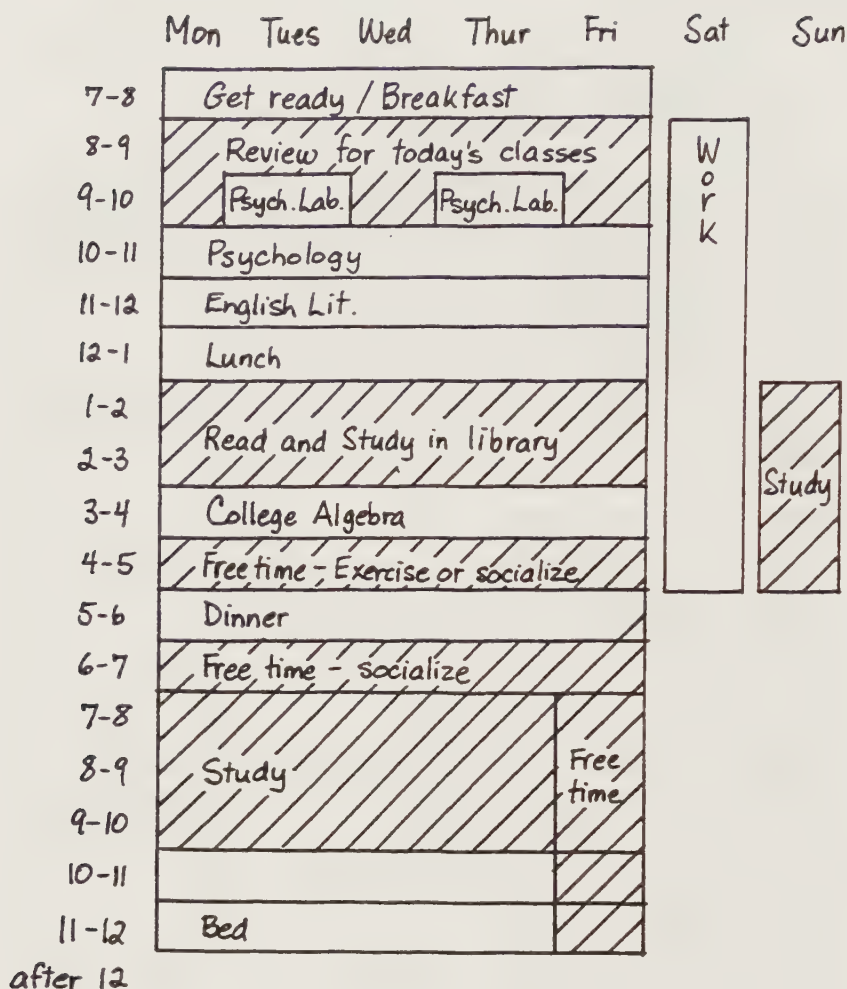 Mon Tues Wed Thur Fri Sat Sun
7-8 Get ready / Breakfast
8-9 Review for today's classes
9-10 Psych. Lab. Psych. Lab.
Work
10-11 Psychology
11-12 English Lit.
12-1 Lunch
1-2
Read and Study in library
2-3
Study
3-4 College Algebra
4-5 Free time - Exercise or socialize
5-6 Dinner
6-7 Free time - socialize
7-8
8-9 Study
Free
time
9-10
10-11
11-12 Bed
after 12